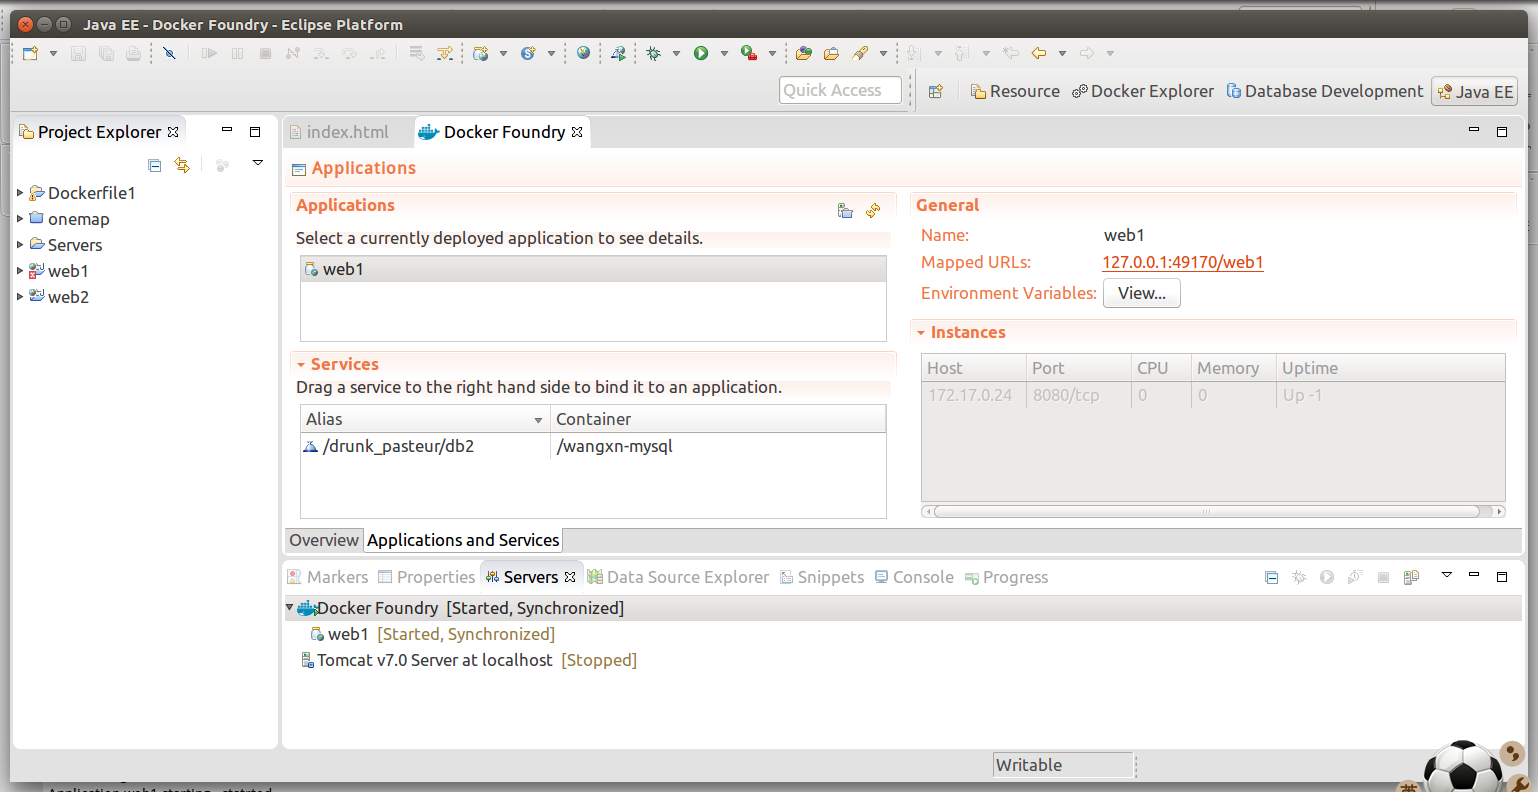 Java EE - Docker Foundry - Eclipse Platform
Quick Access
Resource
Docker Explorer
Database Development
Java EE
Project Explorer
Dockerfile1
onemap
Servers
web1
web2
index.html
Docker Foundry
Applications
Applications
Select a currently deployed application to see details.
web1
Services
Drag a service to the right hand side to bind it to an application.
Alias Container
/drunk_pasteur/db2 /wangxn-mysql
General
Name: web1
Mapped URLs: 127.0.0.1:49170/web1
Environment Variables: View...
Instances
Host Port CPU Memory Uptime
172.17.0.24 8080/tcp 0 0 Up -1
Overview Applications and Services
Markers Properties Servers Data Source Explorer Snippets Console Progress
Docker Foundry [Started, Synchronized]
web1 [Started, Synchronized]
Tomcat v7.0 Server at localhost [Stopped]
Writable